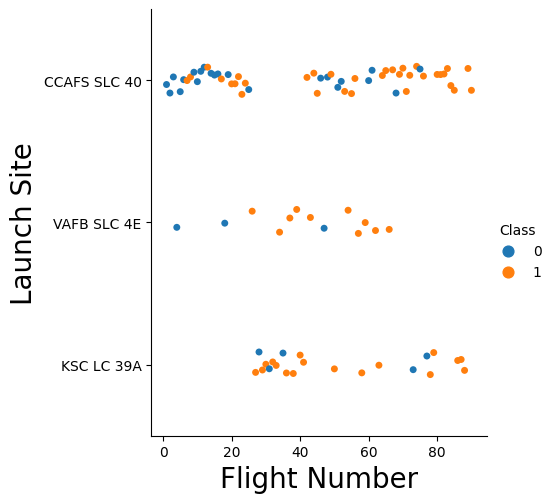 Launch Site
CCAFS SLC 40
VAFB SLC 4E
KSC LC 39A
0 20 40 60 80
Flight Number
Class
0
1